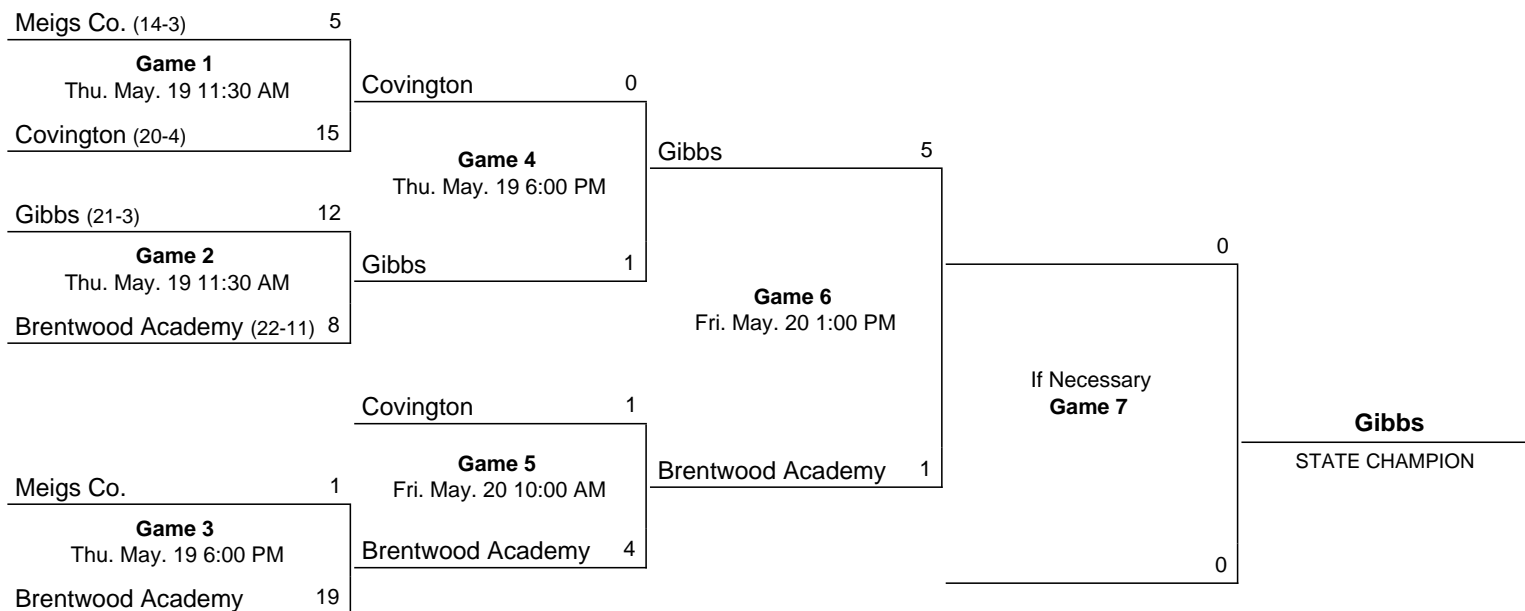 Meigs Co. (14-3) 5
Game 1
Thu. May. 19 11:30 AM
Covington (20-4) 15
Gibbs (21-3) 12
Game 2
Thu. May. 19 11:30 AM
Brentwood Academy (22-11) 8
Meigs Co. 1
Game 3
Thu. May. 19 6:00 PM
Brentwood Academy 19
Covington 0
Game 4
Thu. May. 19 6:00 PM
Gibbs 1
Covington 1
Game 5
Fri. May. 20 10:00 AM
Brentwood Academy 4
Gibbs 5
Game 6
Fri. May. 20 1:00 PM
Brentwood Academy 1
0
If Necessary
Game 7
0
Gibbs
STATE CHAMPION